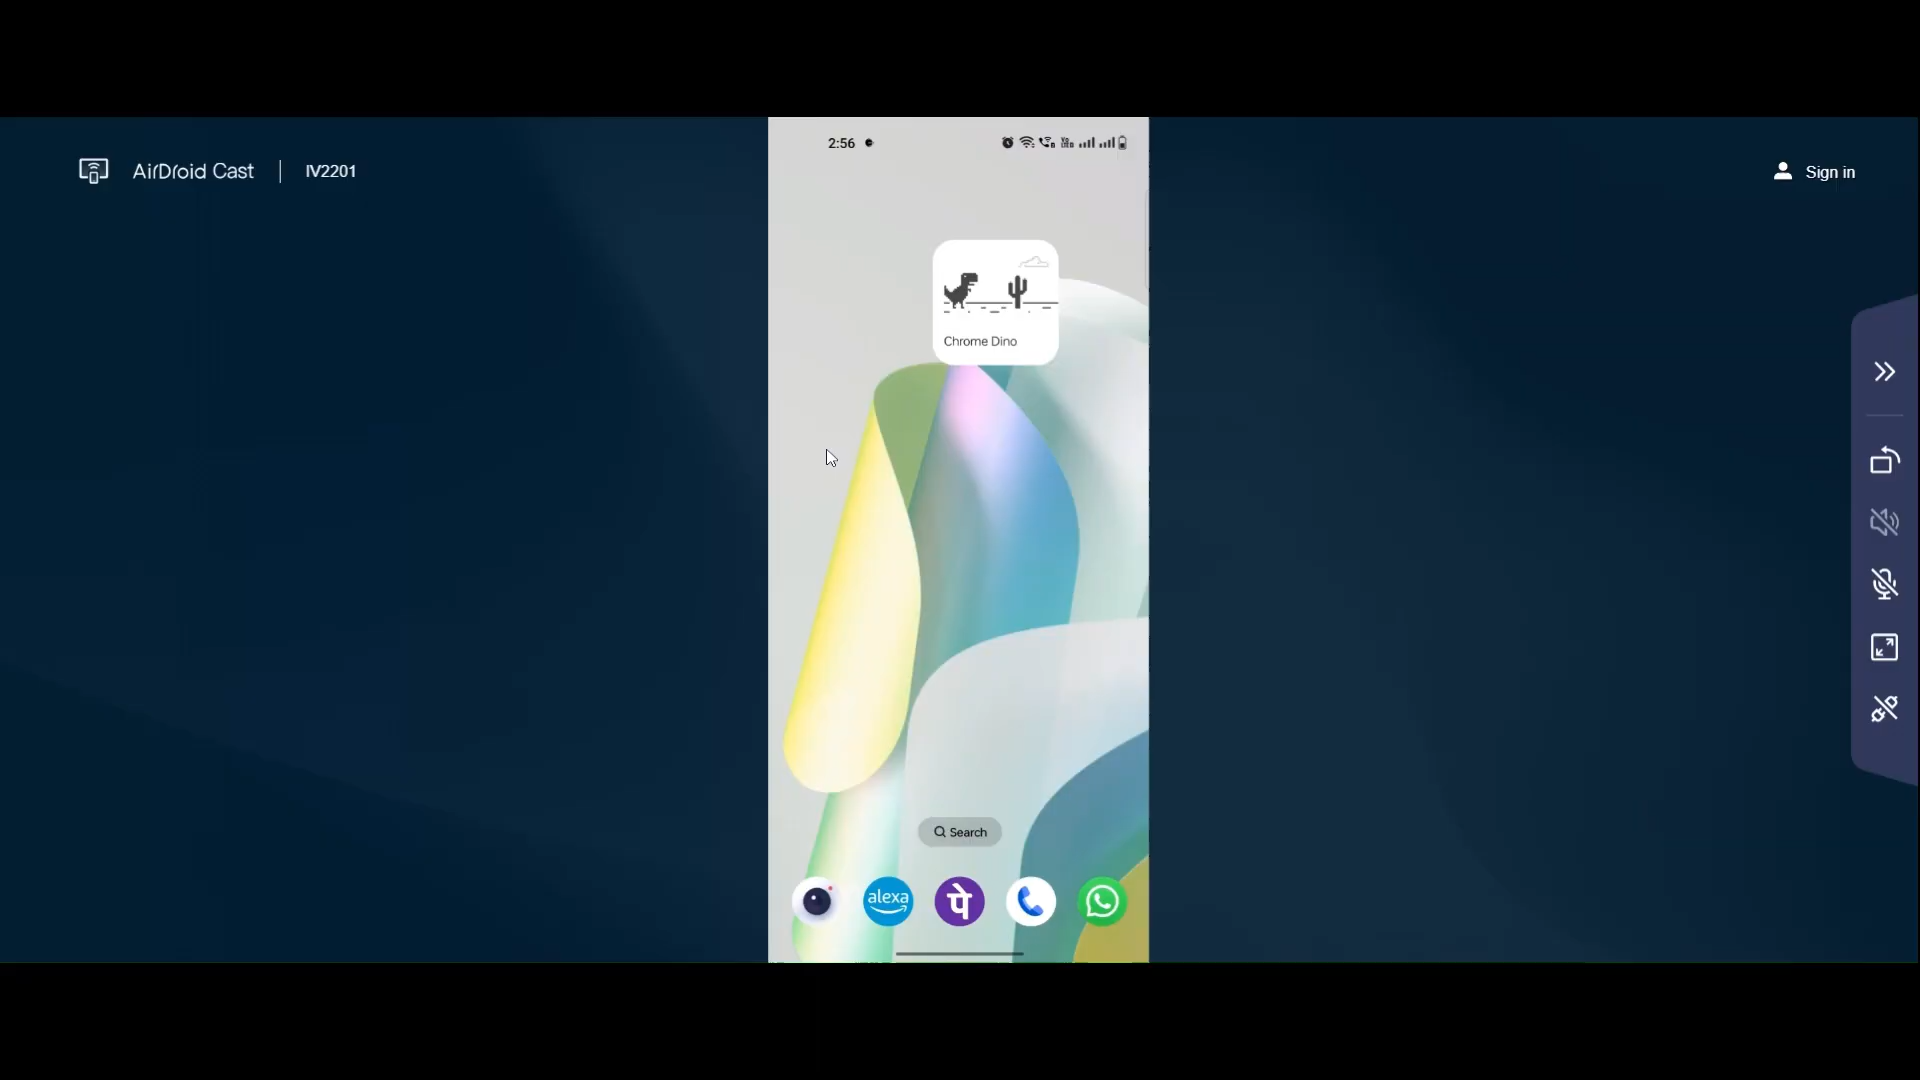 AirDroid Cast
IV2201
Sign in
2:56
Chrome Dino
Search
alexa
पे